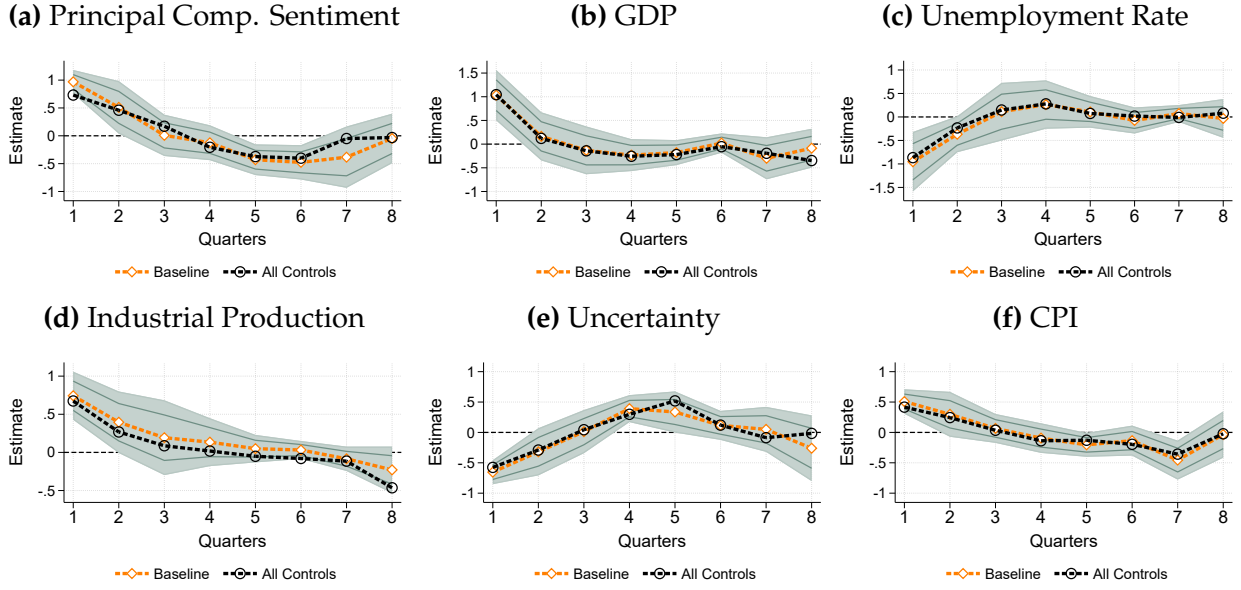 (a) Principal Comp. Sentiment
(b) GDP
(c) Unemployment Rate
Estimate
1
.5
0
-.5
-1
1 2 3 4 5 6 7 8
Quarters
Baseline All Controls
Estimate
1.5
1
.5
0
-.5
-1
1 2 3 4 5 6 7 8
Quarters
Baseline All Controls
Estimate
1
.5
0
-.5
-1
-1.5
1 2 3 4 5 6 7 8
Quarters
Baseline All Controls
(d) Industrial Production
(e) Uncertainty
(f) CPI
Estimate
1
.5
0
-.5
1 2 3 4 5 6 7 8
Quarters
Baseline All Controls
Estimate
1
.5
0
-.5
-1
1 2 3 4 5 6 7 8
Quarters
Baseline All Controls
Estimate
1
.5
0
-.5
-1
1 2 3 4 5 6 7 8
Quarters
Baseline All Controls